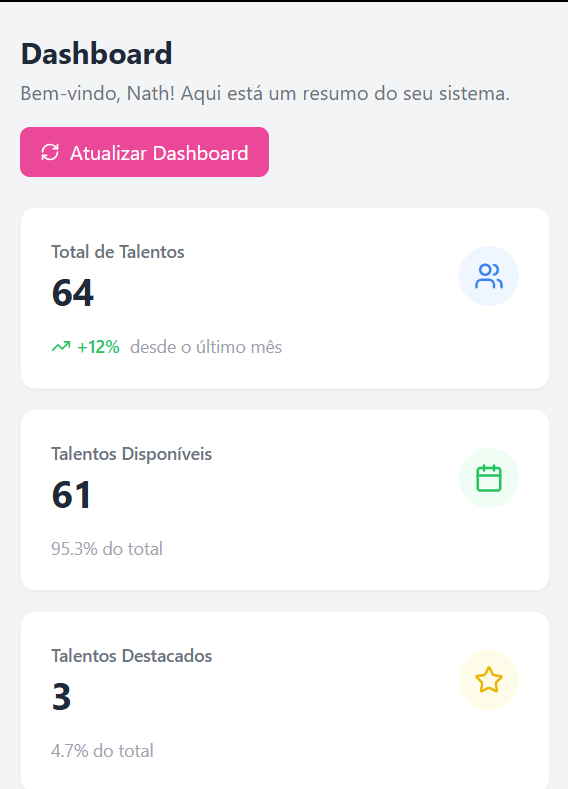 Dashboard
Bem-vindo, Nath! Aqui está um resumo do seu sistema.
Atualizar Dashboard
Total de Talentos
64
+12% desde o último mês
Talentos Disponíveis
61
95.3% do total
Talentos Destacados
3
4.7% do total